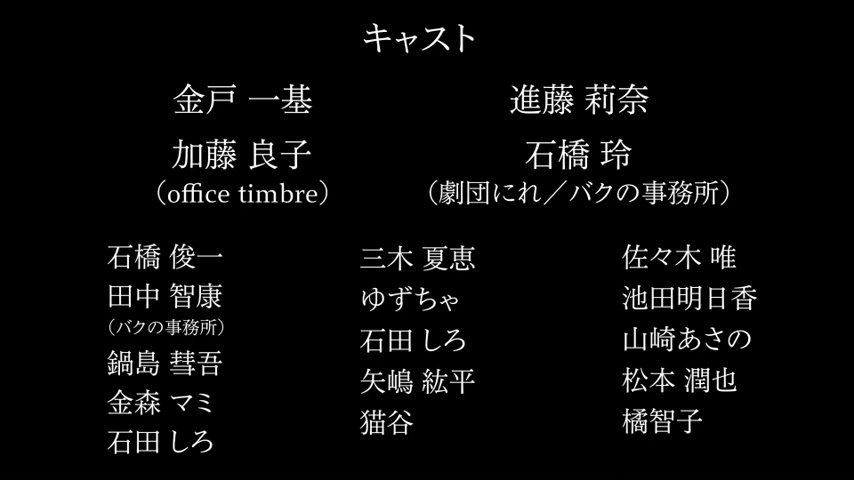 キャスト
金戸 一基
進藤 莉奈
加藤 良子
(office timbre)
石橋 玲
(劇団にれ／バクの事務所)
石橋 俊一
田中 智康
(バクの事務所)
鍋島 彗吾
金森 マミ
石田 しろ
三木 夏恵
ゆずちゃ
石田 しろ
矢嶋 紘平
猫谷
佐々木 唯
池田明日香
山崎あさの
松本 潤也
橘智子